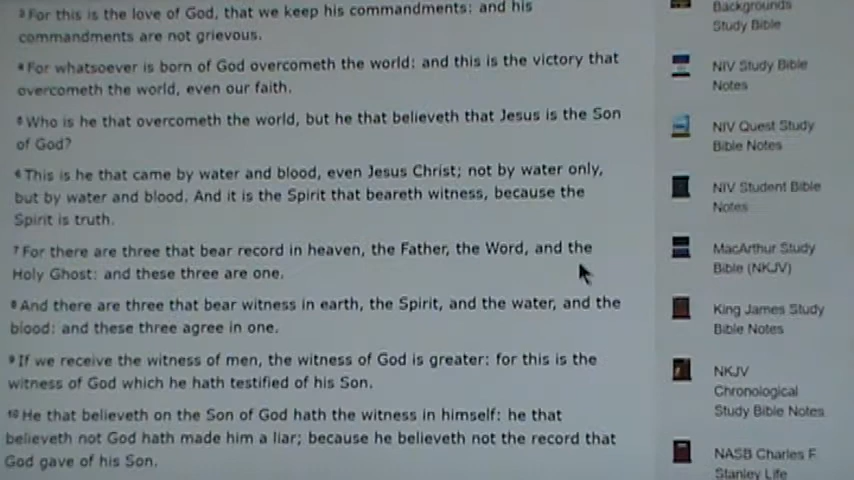 3 For this is the love of God, that we keep his commandments: and his
commandments are not grievous.
4 For whatsoever is born of God overcometh the world: and this is the victory that
overcometh the world, even our faith.
5 Who is he that overcometh the world, but he that believeth that Jesus is the Son
of God?
6 This is he that came by water and blood, even Jesus Christ; not by water only,
but by water and blood. And it is the Spirit that beareth witness, because the
Spirit is truth.
7 For there are three that bear record in heaven, the Father, the Word, and the
Holy Ghost: and these three are one.
8 And there are three that bear witness in earth, the Spirit, and the water, and the
blood: and these three agree in one.
9 If we receive the witness of men, the witness of God is greater: for this is the
witness of God which he hath testified of his Son.
10 He that believeth on the Son of God hath the witness in himself: he that
believeth not God hath made him a liar; because he believeth not the record that
God gave of his Son.
Backgrounds
Study Bible
NIV Study Bible
Notes
NIV Quest Study
Bible Notes
NIV Student Bible
Notes
MacArthur Study
Bible (NKJV)
King James Study
Bible Notes
NKJV
Chronological
Study Bible Notes
NASB Charles F.
Stanley Life